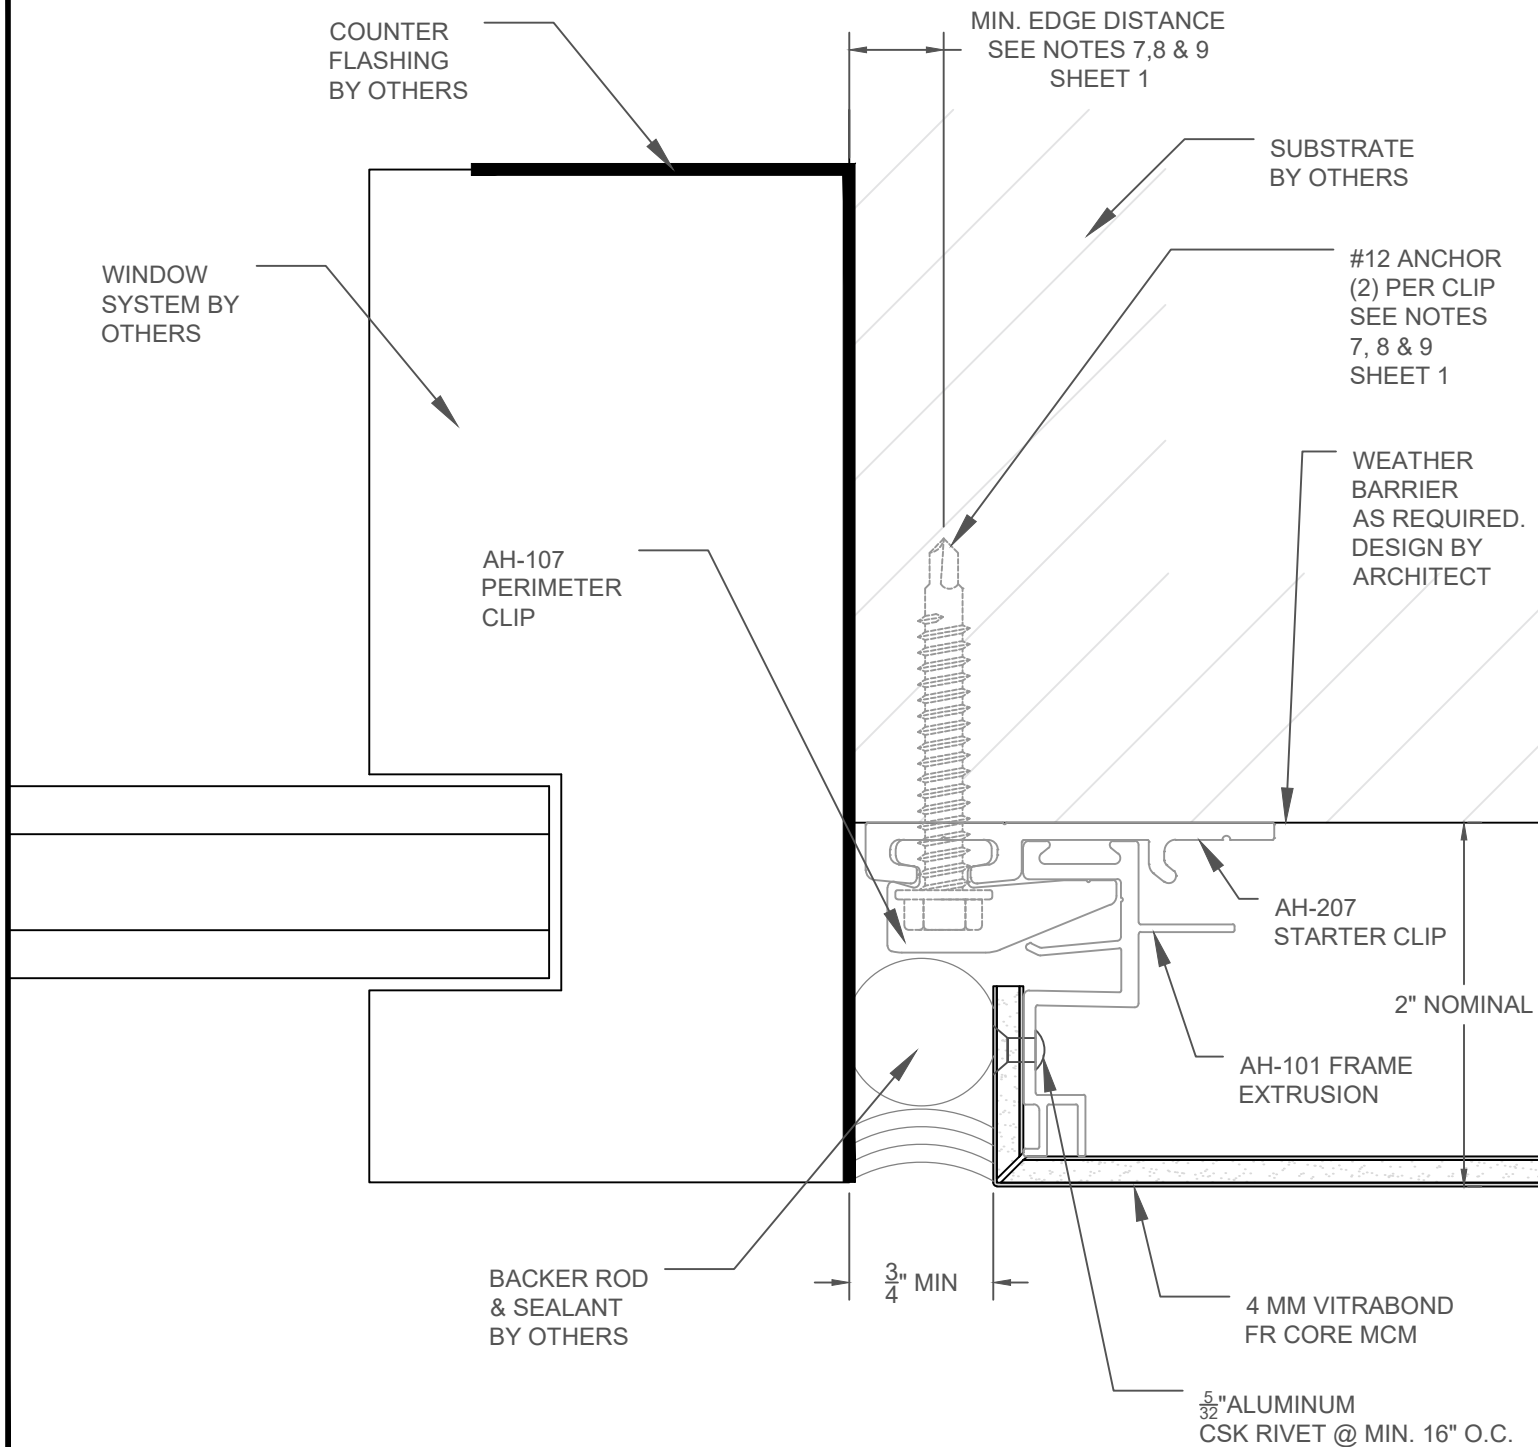 COUNTER
FLASHING
BY OTHERS
MIN. EDGE DISTANCE
SEE NOTES 7,8 & 9
SHEET 1
SUBSTRATE
BY OTHERS
#12 ANCHOR
(2) PER CLIP
SEE NOTES
7, 8 & 9
SHEET 1
WINDOW
SYSTEM BY
OTHERS
WEATHER
BARRIER
AS REQUIRED.
DESIGN BY
ARCHITECT
AH-107
PERIMETER
CLIP
AH-207
STARTER CLIP
2" NOMINAL
AH-101 FRAME
EXTRUSION
BACKER ROD
& SEALANT
BY OTHERS
3/4" MIN
4 MM VITRABOND
FR CORE MCM
5/32"ALUMINUM
CSK RIVET @ MIN. 16" O.C.